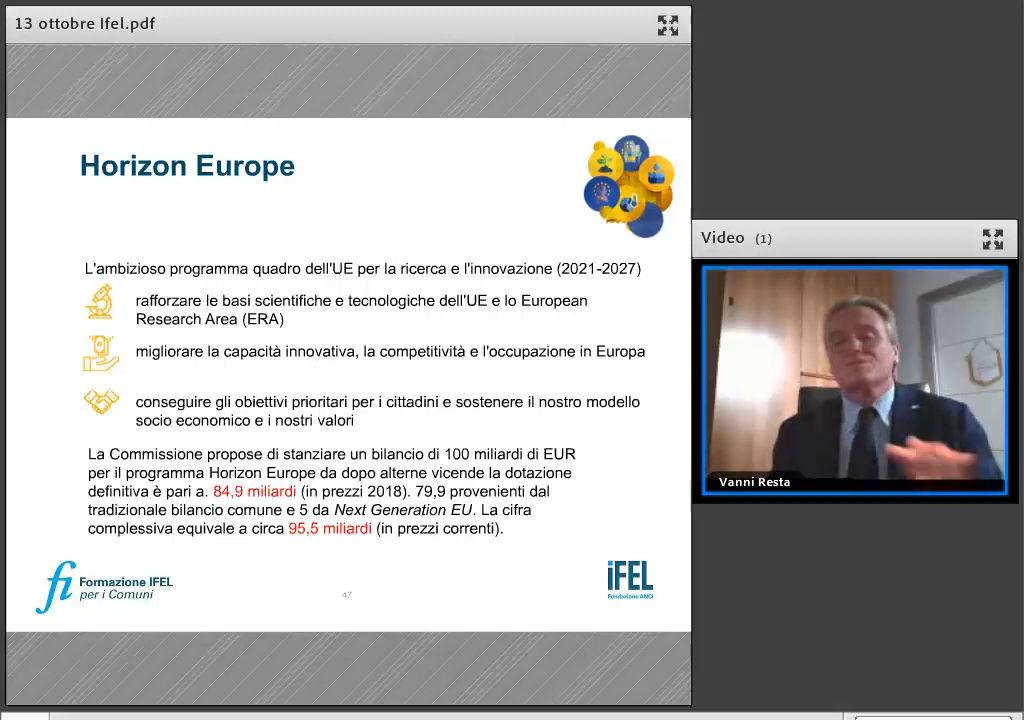 13 ottobre Ifel.pdf
Horizon Europe
L'ambizioso programma quadro dell'UE per la ricerca e l'innovazione (2021-2027)
rafforzare le basi scientifiche e tecnologiche dell'UE e lo European
Research Area (ERA)
migliorare la capacità innovativa, la competitività e l'occupazione in Europa
conseguire gli obiettivi prioritari per i cittadini e sostenere il nostro modello
socio economico e i nostri valori
La Commissione propose di stanziare un bilancio di 100 miliardi di EUR
per il programma Horizon Europe da dopo alterne vicende la dotazione
definitiva è pari a. 84,9 miliardi (in prezzi 2018). 79,9 provenienti dal
tradizionale bilancio comune e 5 da Next Generation EU. La cifra
complessiva equivale a circa 95,5 miliardi (in prezzi correnti).
fi Formazione IFEL
per i Comuni
47
iFEL
Formazione ANCI
Video (1)
Vanni Resta